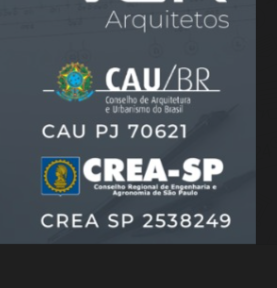 Arquitetos
CAU/BR
Conselho de Arquitetura
e Urbanismo do Brasil
CAU PJ 70621
CREA-SP
Conselho Regional de Engenharia e
Agronomia de São Paulo
CREA SP 2538249